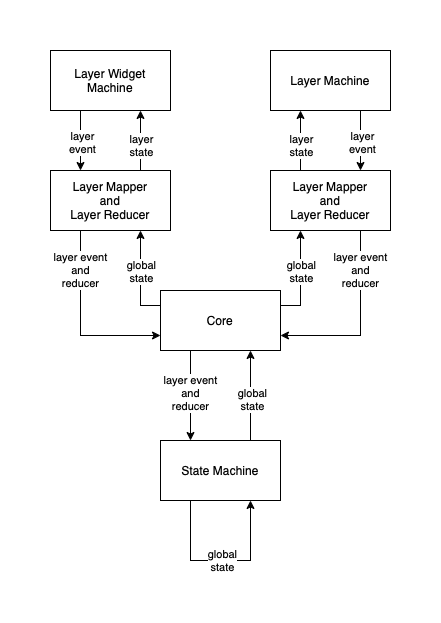 Layer Widget
Machine
Layer Machine
layer
event
layer
state
layer
state
layer
event
Layer Mapper
and
Layer Reducer
Layer Mapper
and
Layer Reducer
layer event
and
reducer
global
state
global
state
layer event
and
reducer
Core
layer event
and
reducer
global
state
State Machine
global
state